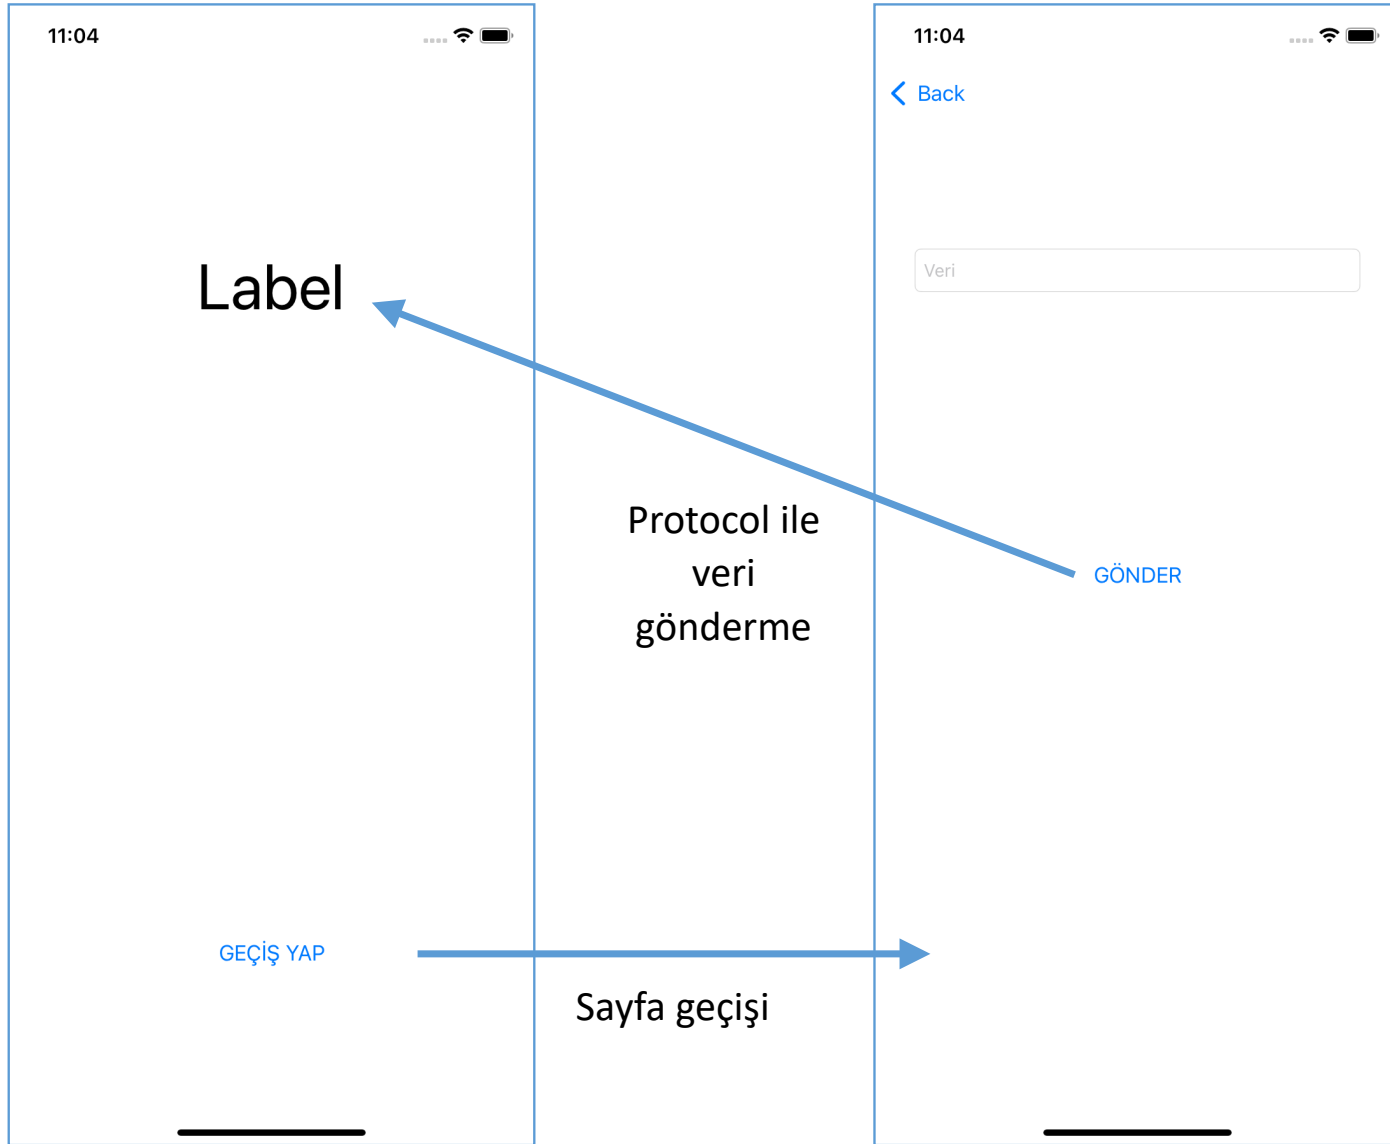 11:04
Label
GEÇİŞ YAP
Protocol ile
veri
gönderme
Sayfa geçişi
11:04
Back
Veri
GÖNDER